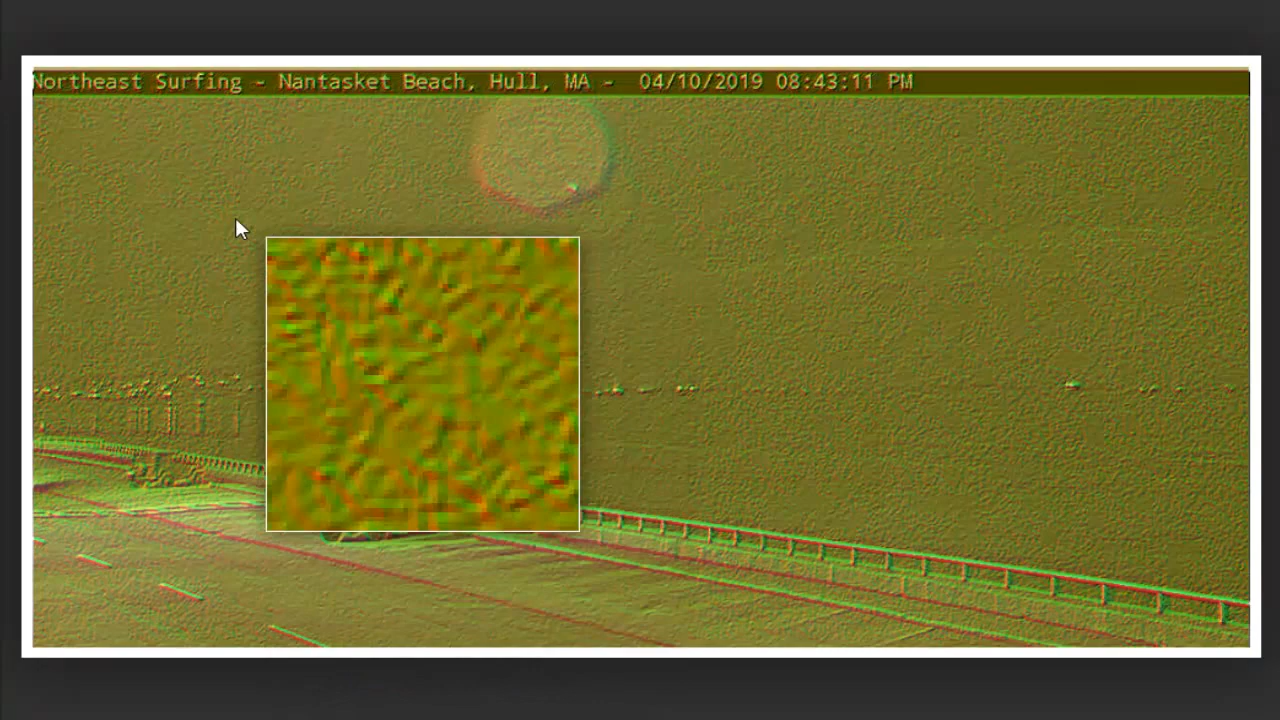 Northeast Surfing - Nantasket Beach, Hull, MA - 04/10/2019 08:43:11 PM